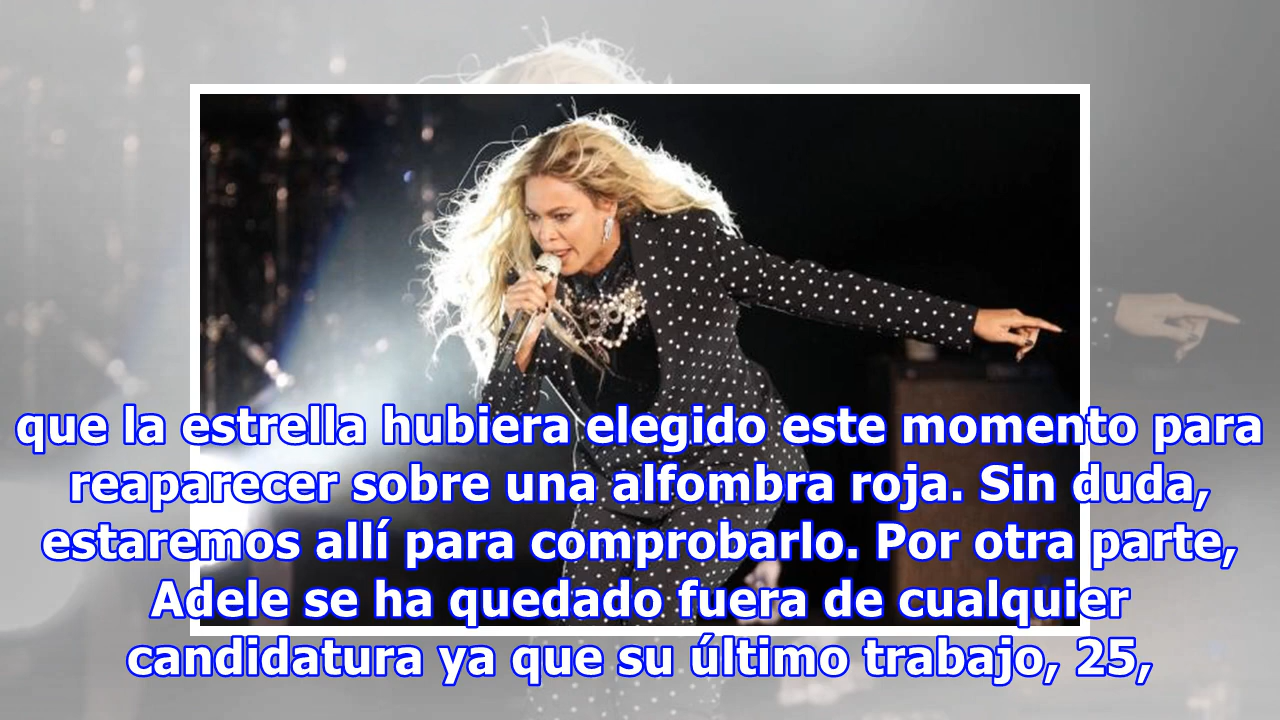 que la estrella hubiera elegido este momento para
reaparecer sobre una alfombra roja. Sin duda,
estaremos allí para comprobarlo. Por otra parte,
Adele se ha quedado fuera de cualquier
candidatura ya que su último trabajo, 25,